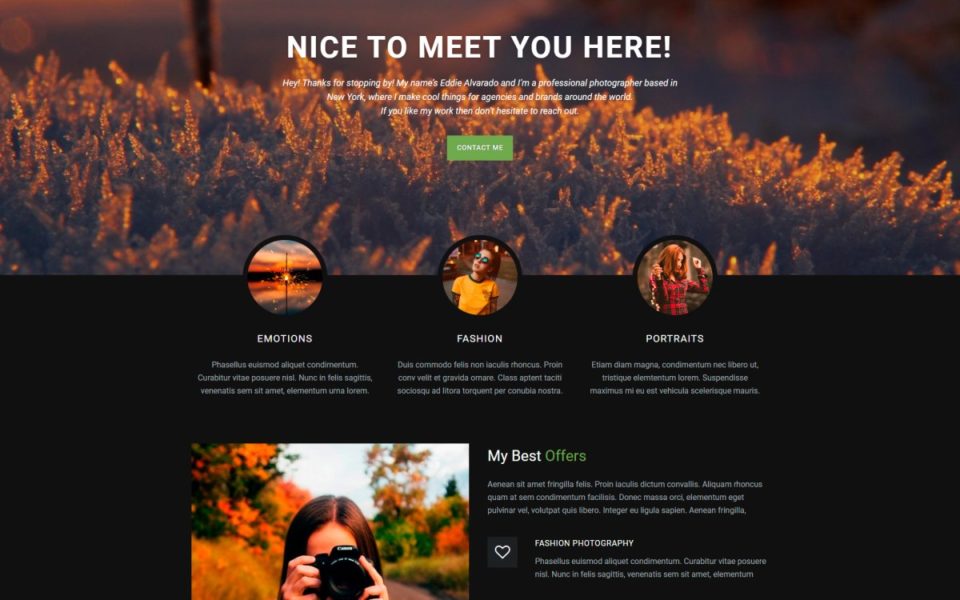 NICE TO MEET YOU HERE!
Hey! Thanks for stopping by! My name's Eddie Alvarado and I'm a professional photographer based in
New York, where I make cool things for agencies and brands around the world.
If you like my work then don't hesitate to reach out.
CONTACT ME
EMOTIONS
Phasellus euismod aliquet condimentum.
Curabitur vitae posuere nisl. Nunc in felis sagittis,
venenatis sem sit amet, elementum urna lorem.
FASHION
Duis commodo felis non iaculis rhoncus. Proin
conv velit et gravida ornare. Class aptent taciti
sociosqu ad litora torquent per conubia nostra.
PORTRAITS
Etiam diam magna, condimentum nec libero ut,
tristique elemtentum lorem. Suspendisse
maximus mi eu est vehicula scelerisque mauris.
Canon
My Best Offers
Aenean sit amet fringilla felis. Proin iaculis dictum convallis. Aliquam rhoncus
quam at sem condimentum facilisis. Donec massa orci, elementum eget
pulvinar vel, volutpat quis libero. Integer eu ligula sapien. Aenean fringilla,
FASHION PHOTOGRAPHY
Phasellus euismod aliquet condimentum. Curabitur vitae posuere
nisl. Nunc in felis sagittis, venenatis sem sit amet, elementum